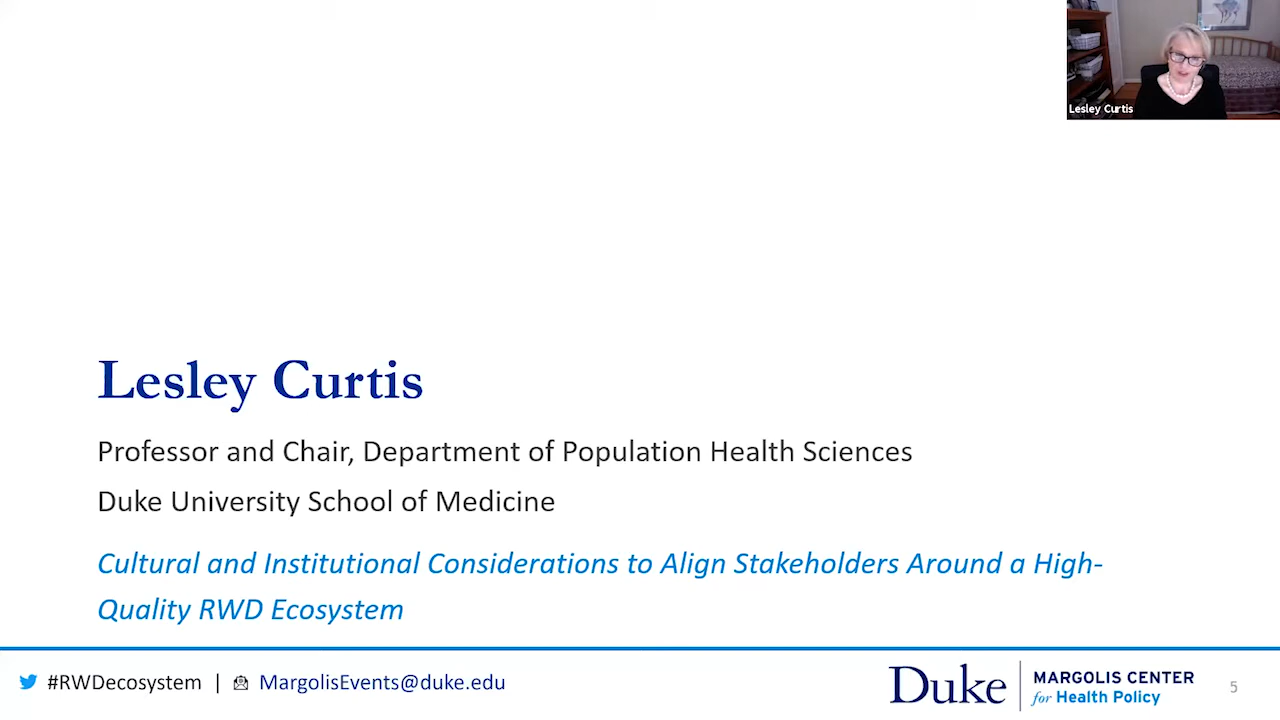 Lesley Curtis
Lesley Curtis
Professor and Chair, Department of Population Health Sciences
Duke University School of Medicine
Cultural and Institutional Considerations to Align Stakeholders Around a High-
Quality RWD Ecosystem
#RWDecosystem | MargolisEvents@duke.edu
Duke
MARGOLIS CENTER
for Health Policy
5